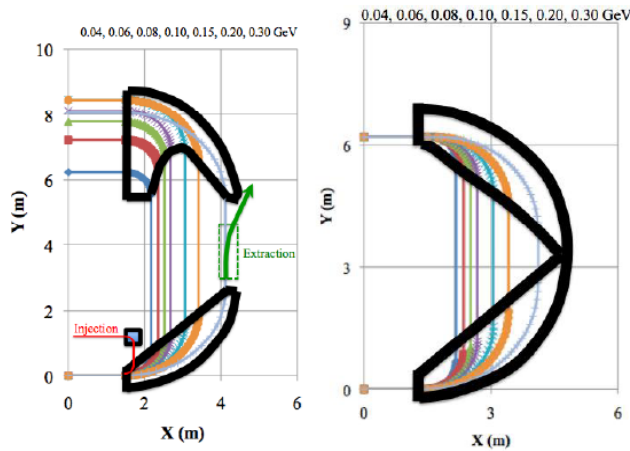 0.04, 0.06, 0.08, 0.10, 0.15, 0.20, 0.30 GeV
10
8
6
4
2
0
Y (m)
Injection
Extraction
0 2 4 6
X (m)
0.04, 0.06, 0.08, 0.10, 0.15, 0.20, 0.30 GeV
9
6
3
0
Y (m)
0 3 6
X (m)